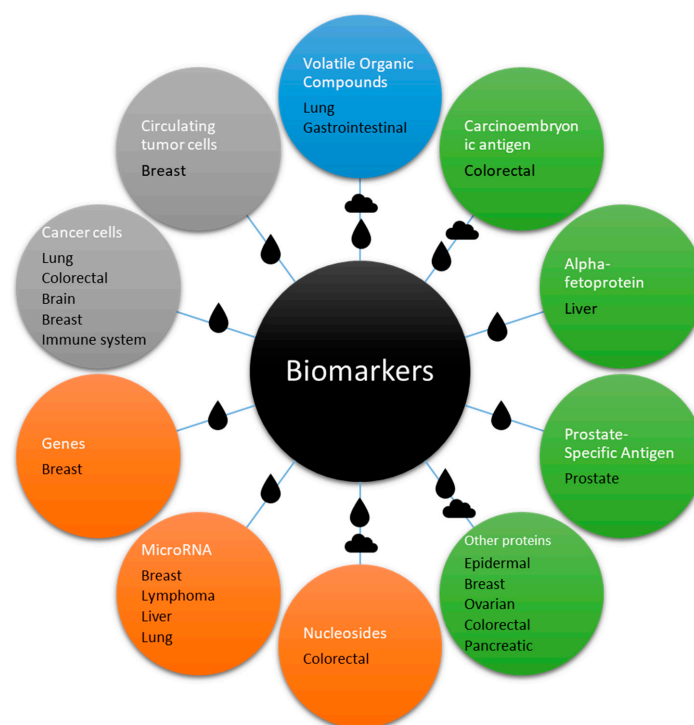 Volatile Organic
Compounds
Lung
Gastrointestinal
Carcinoembryon
ic antigen
Colorectal
Alpha-
fetoprotein
Liver
Prostate-
Specific Antigen
Prostate
Other proteins
Epidermal
Breast
Ovarian
Colorectal
Pancreatic
Nucleosides
Colorectal
MicroRNA
Breast
Lymphoma
Liver
Lung
Genes
Breast
Cancer cells
Lung
Colorectal
Brain
Breast
Immune system
Circulating
tumor cells
Breast
Biomarkers